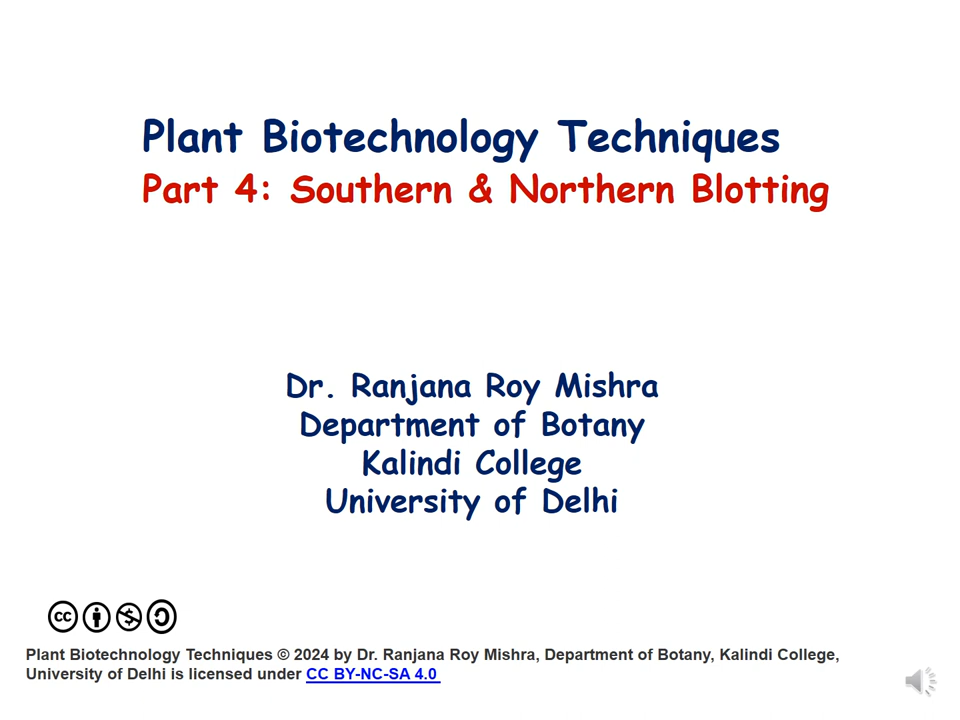 Plant Biotechnology Techniques
Part 4: Southern & Northern Blotting
Dr. Ranjana Roy Mishra
Department of Botany
Kalindi College
University of Delhi
cc
Plant Biotechnology Techniques © 2024 by Dr. Ranjana Roy Mishra, Department of Botany, Kalindi College,
University of Delhi is licensed under CC BY-NC-SA 4.0